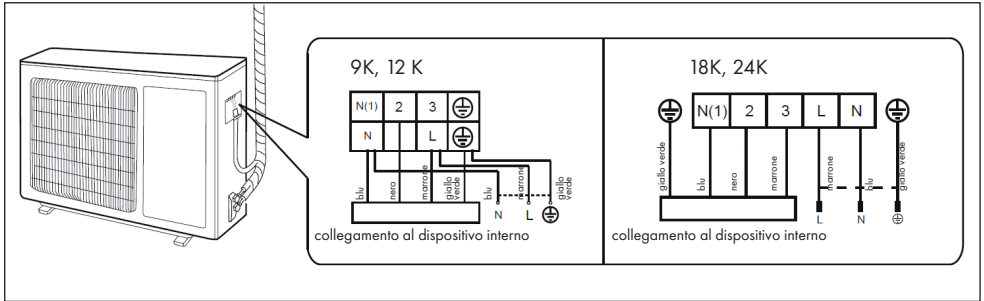 9K, 12 K
N(1) 2 3
N L
blu nero marrone giallo verde blu marrone giallo verde
N L
collegamento al dispositivo interno
18K, 24K
N(1) 2 3 L N
giallo verde blu nero marrone marrone blu giallo verde
L N
collegamento al dispositivo interno